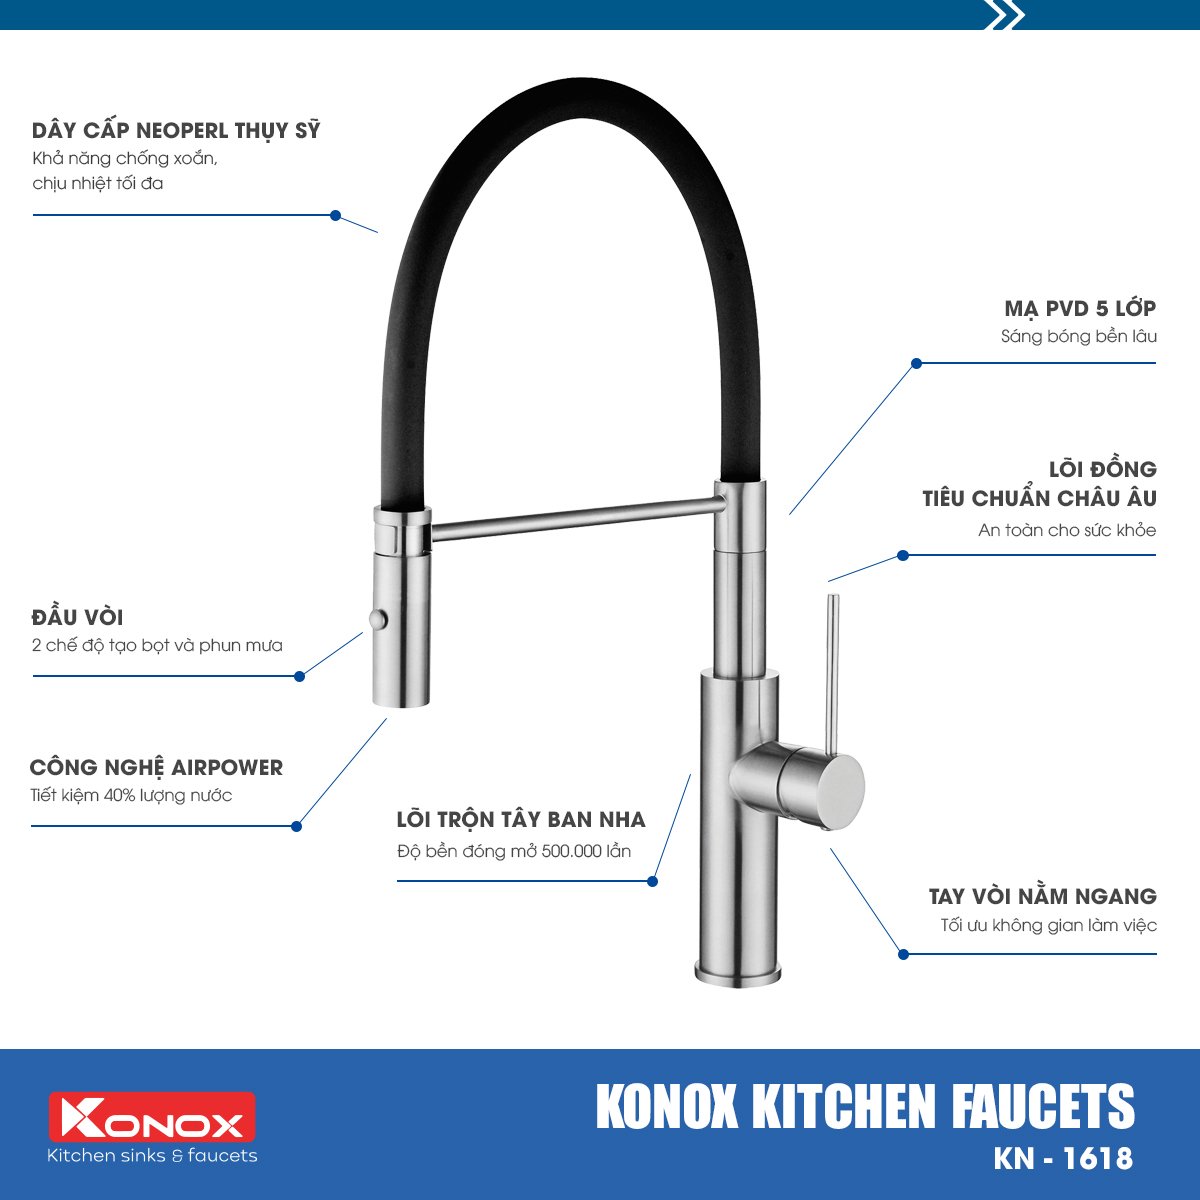 DÂY CẤP NEOPERL THỤY SỸ
Khả năng chống xoắn,
chịu nhiệt tối đa
MẠ PVD 5 LỚP
Sáng bóng bền lâu
LÕI ĐỒNG
TIÊU CHUẨN CHÂU ÂU
An toàn cho sức khỏe
ĐẦU VÒI
2 chế độ tạo bọt và phun mưa
CÔNG NGHỆ AIRPOWER
Tiết kiệm 40% lượng nước
LÕI TRỘN TÂY BAN NHA
Độ bền đóng mở 500.000 lần
TAY VÒI NẰM NGANG
Tối ưu không gian làm việc
KONOX
Kitchen sinks & faucets
KONOX KITCHEN FAUCETS
KN - 1618